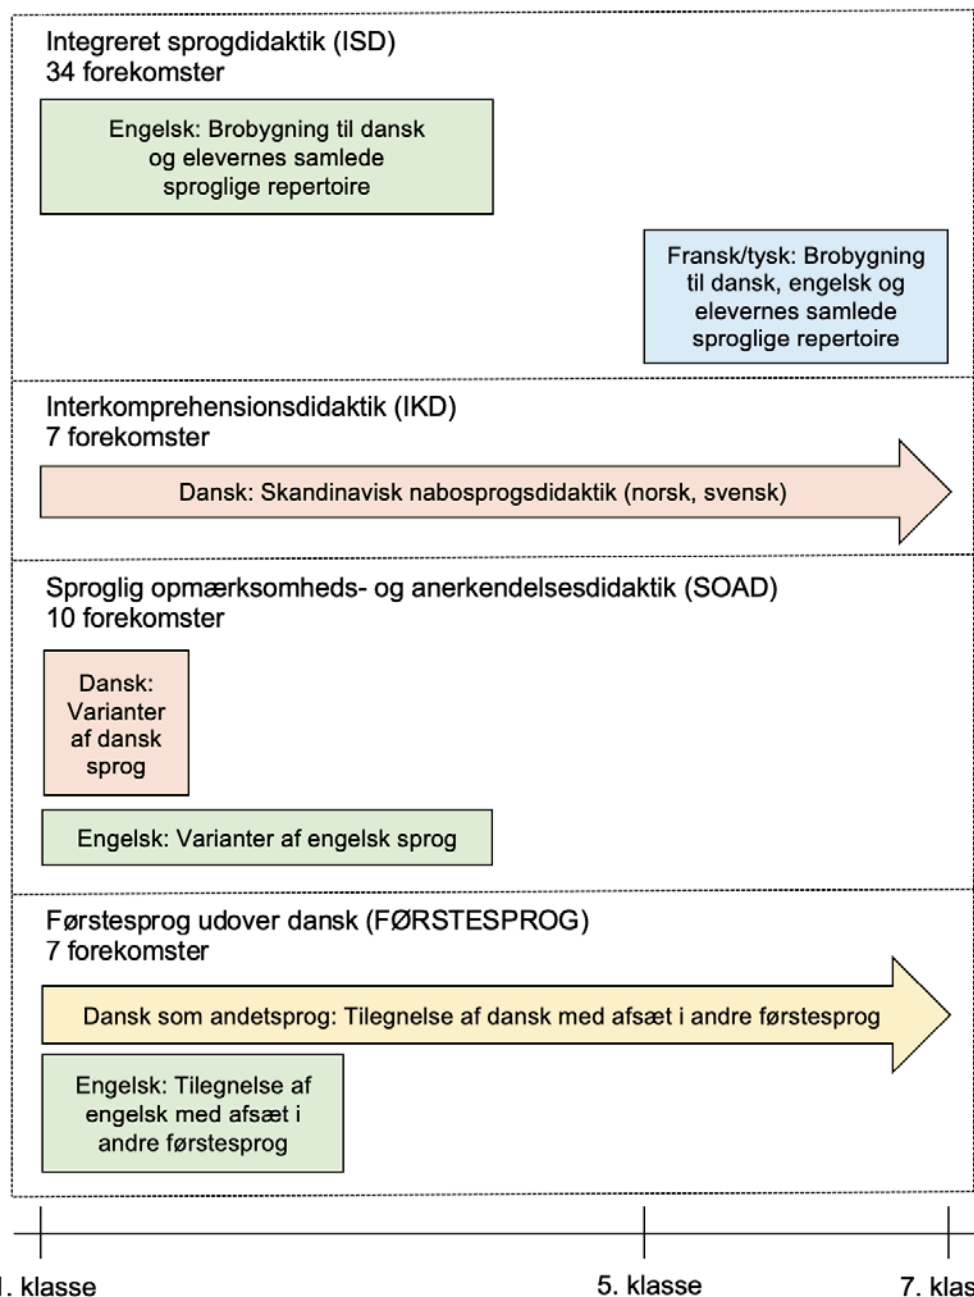 Integreret sprogdidaktik (ISD)
34 forekomster
Engelsk: Brobygning til dansk
og elevernes samlede
sproglige repertoire
Fransk/tysk: Brobygning
til dansk, engelsk og
elevernes samlede
sproglige repertoire
Interkomprehensionsdidaktik (IKD)
7 forekomster
Dansk: Skandinavisk nabosprogsdidaktik (norsk, svensk)
Sproglig opmærksomheds- og anerkendelsesdidaktik (SOAD)
10 forekomster
Dansk:
Varianter
af dansk
sprog
Engelsk: Varianter af engelsk sprog
Førstesprog udover dansk (FØRSTESPROG)
7 forekomster
Dansk som andetsprog: Tilegnelse af dansk med afsæt i andre førstesprog
Engelsk: Tilegnelse af
engelsk med afsæt i
andre førstesprog
1. klasse
5. klasse
7. klas